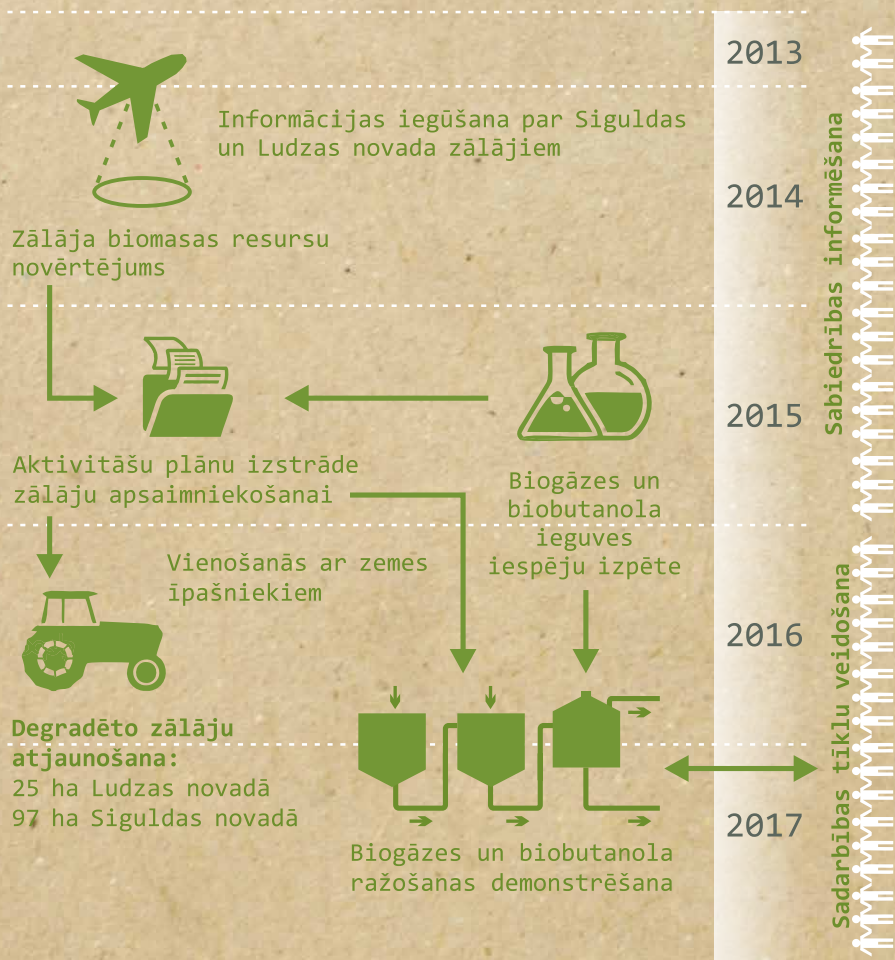 2013
Informācijas iegūšana par Siguldas
un Ludzas novada zālājiem
2014
Zālāja biomasas resursu
novērtējums
2015
Aktivitāšu plānu izstrāde
zālāju apsaimniekošanai
Biogāzes un
biobutanola
ieguves
iespēju izpēte
Vienošanās ar zemes
īpašniekiem
2016
Degradēto zālāju
atjaunošana:
25 ha Ludzas novadā
97 ha Siguldas novadā
2017
Biogāzes un biobutanola
ražošanas demonstrēšana
Sabiedrības informēšana
Sadarbības tīklu veidošana